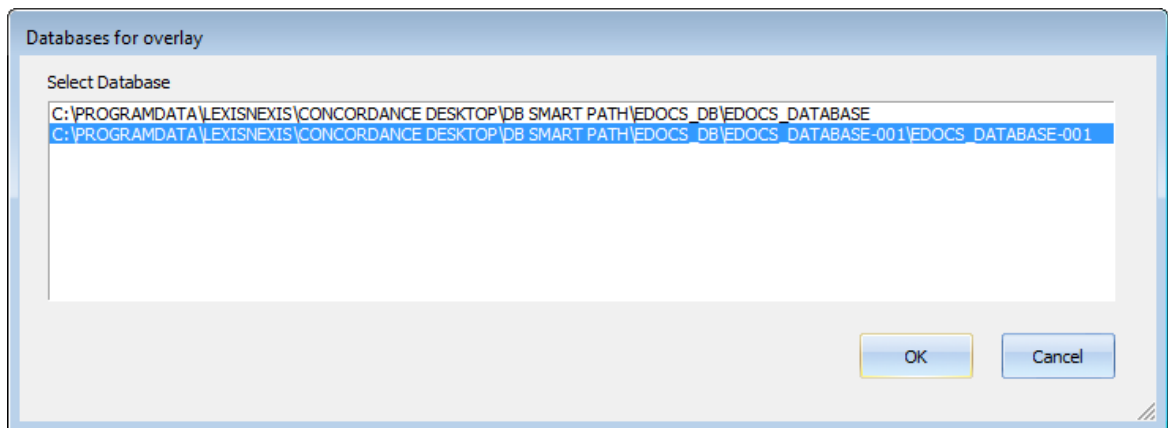 Databases for overlay
Select Database
C:\PROGRAMDATA\LEXISNEXIS\CONCORDANCE DESKTOP\DB SMART PATH\EDOCS_DB\EDOCS_DATABASE
C:\PROGRAMDATA\LEXISNEXIS\CONCORDANCE DESKTOP\DB SMART PATH\EDOCS_DB\EDOCS_DATABASE-001\EDOCS_DATABASE-001
OK Cancel